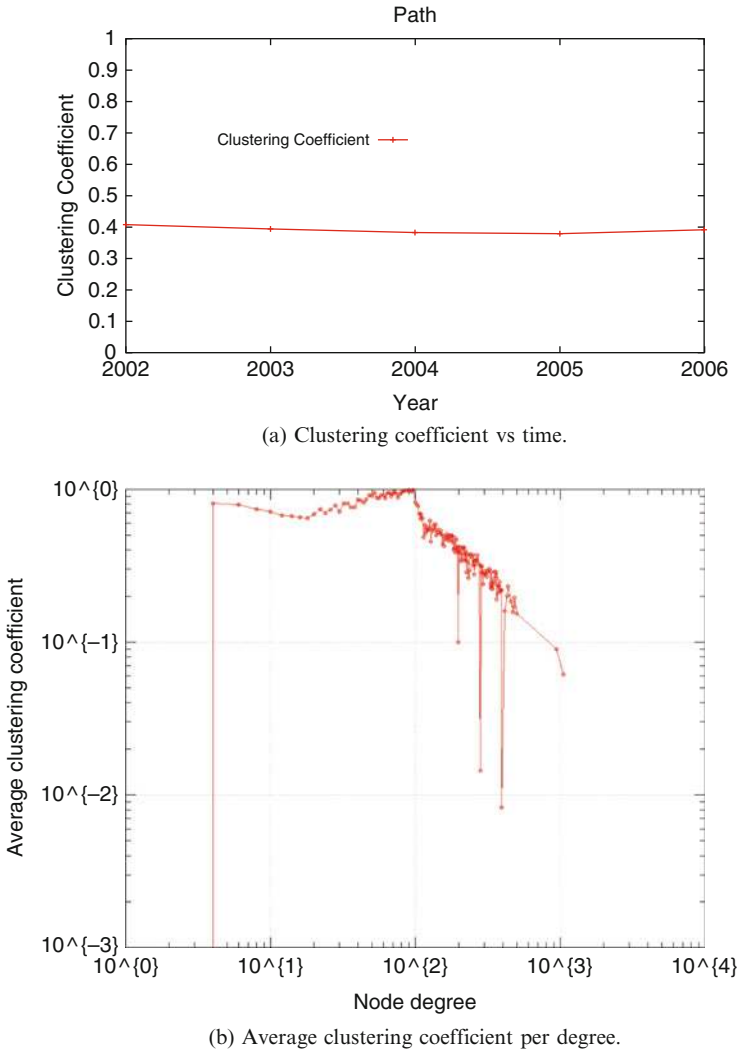 Path
1
0.9
0.8
0.7
0.6
0.5
0.4
0.3
0.2
0.1
0
Clustering Coefficient
Clustering Coefficient
2002 2003 2004 2005 2006
Year
(a) Clustering coefficient vs time.
10^{0}
10^{−1}
10^{−2}
10^{−3}
Average clustering coefficient
10^{0} 10^{1} 10^{2} 10^{3} 10^{4}
Node degree
(b) Average clustering coefficient per degree.